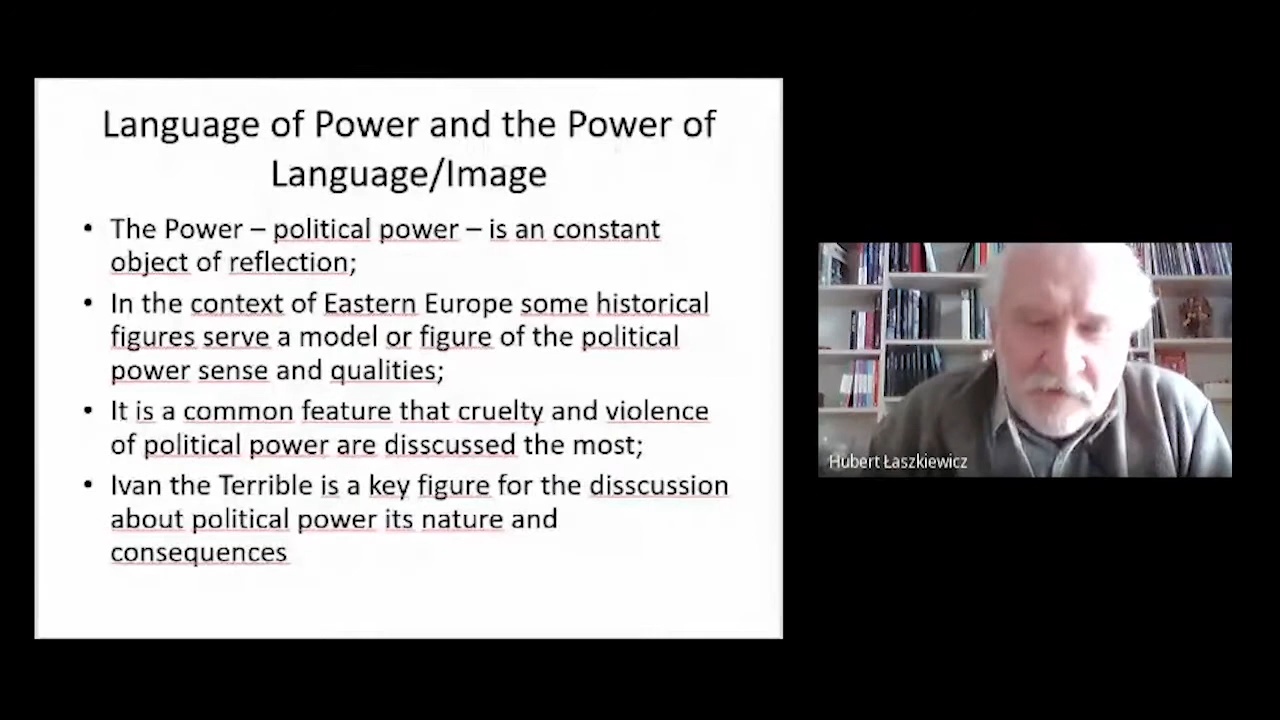 Language of Power and the Power of
Language/Image
• The Power – political power – is an constant
object of reflection;
• In the context of Eastern Europe some historical
figures serve a model or figure of the political
power sense and qualities;
• It is a common feature that cruelty and violence
of political power are disscussed the most;
• Ivan the Terrible is a key figure for the disscussion
about political power its nature and
consequences
Hubert Łaszkiewicz